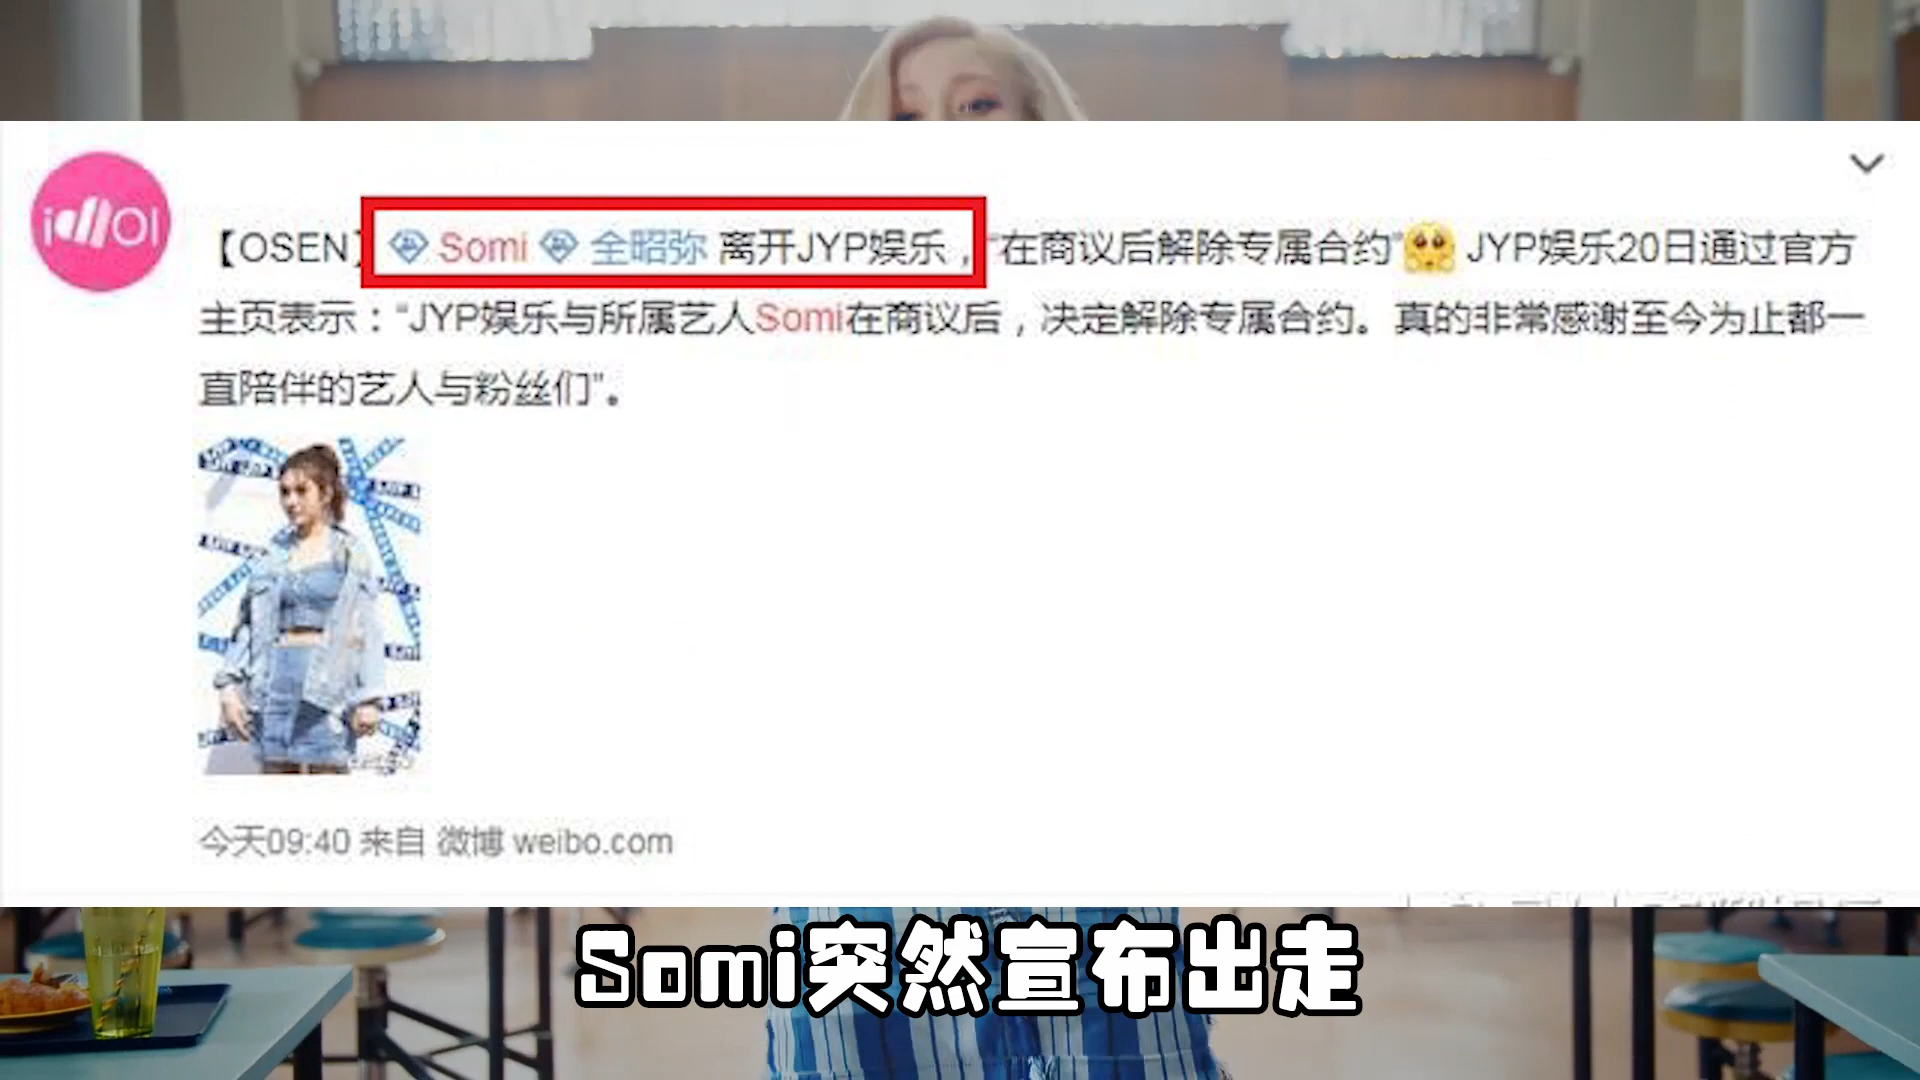 idol
【OSEN】Somi 全昭弥 离开JYP娱乐，“在商议后解除专属合约” JYP娱乐20日通过官方
主页表示：“JYP娱乐与所属艺人Somi在商议后，决定解除专属合约。真的非常感谢至今为止都一
直陪伴的艺人与粉丝们”。
今天09:40 来自 微博 weibo.com
Somi突然宣布出走